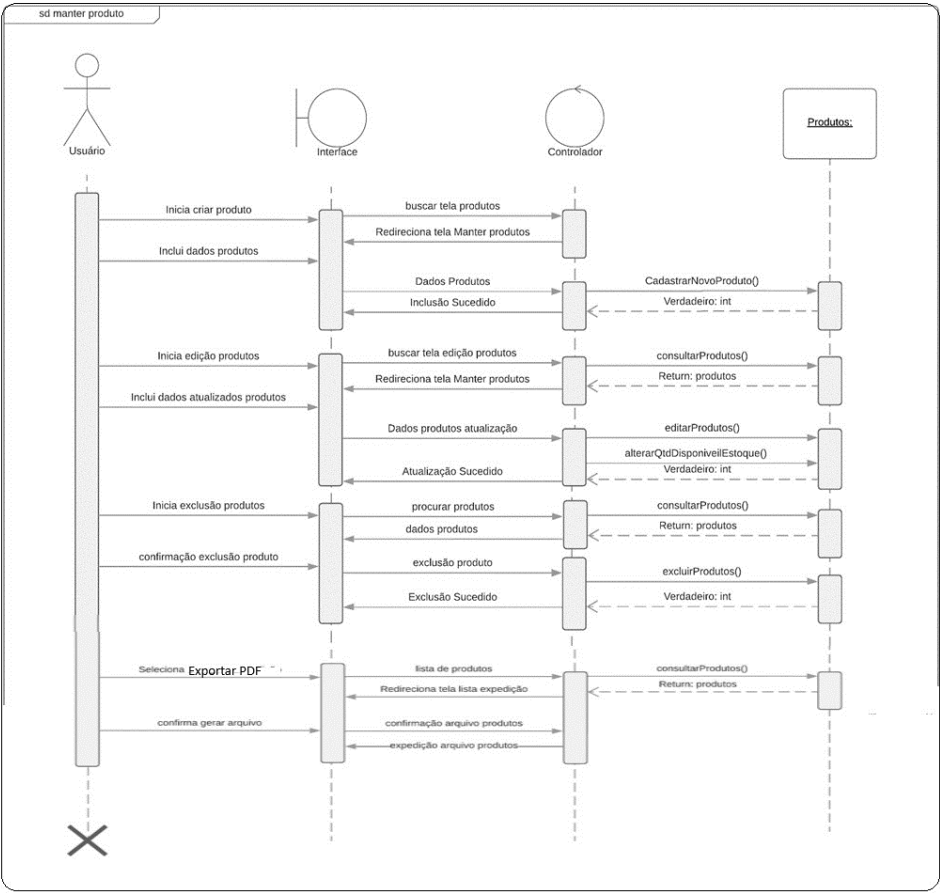 sd manter produto
Usuário
Interface
Controlador
Produtos:
Inicia criar produto
buscar tela produtos
Redireciona tela Manter produtos
Inclui dados produtos
Dados Produtos
CadastrarNovoProduto()
Inclusão Sucedido
Verdadeiro: int
Inicia edição produtos
buscar tela edição produtos
consultarProdutos()
Redireciona tela Manter produtos
Return: produtos
Inclui dados atualizados produtos
Dados produtos atualização
editarProdutos()
alterarQtdDisponiveilEstoque()
Atualização Sucedido
Verdadeiro: int
Inicia exclusão produtos
procurar produtos
consultarProdutos()
dados produtos
Return: produtos
confirmação exclusão produto
exclusão produto
excluirProdutos()
Exclusão Sucedido
Verdadeiro: int
Seleciona Exportar PDF
lista de produtos
consultarProdutos()
Redireciona tela lista expedição
Return: produtos
confirma gerar arquivo
confirmação arquivo produtos
expedição arquivo produtos